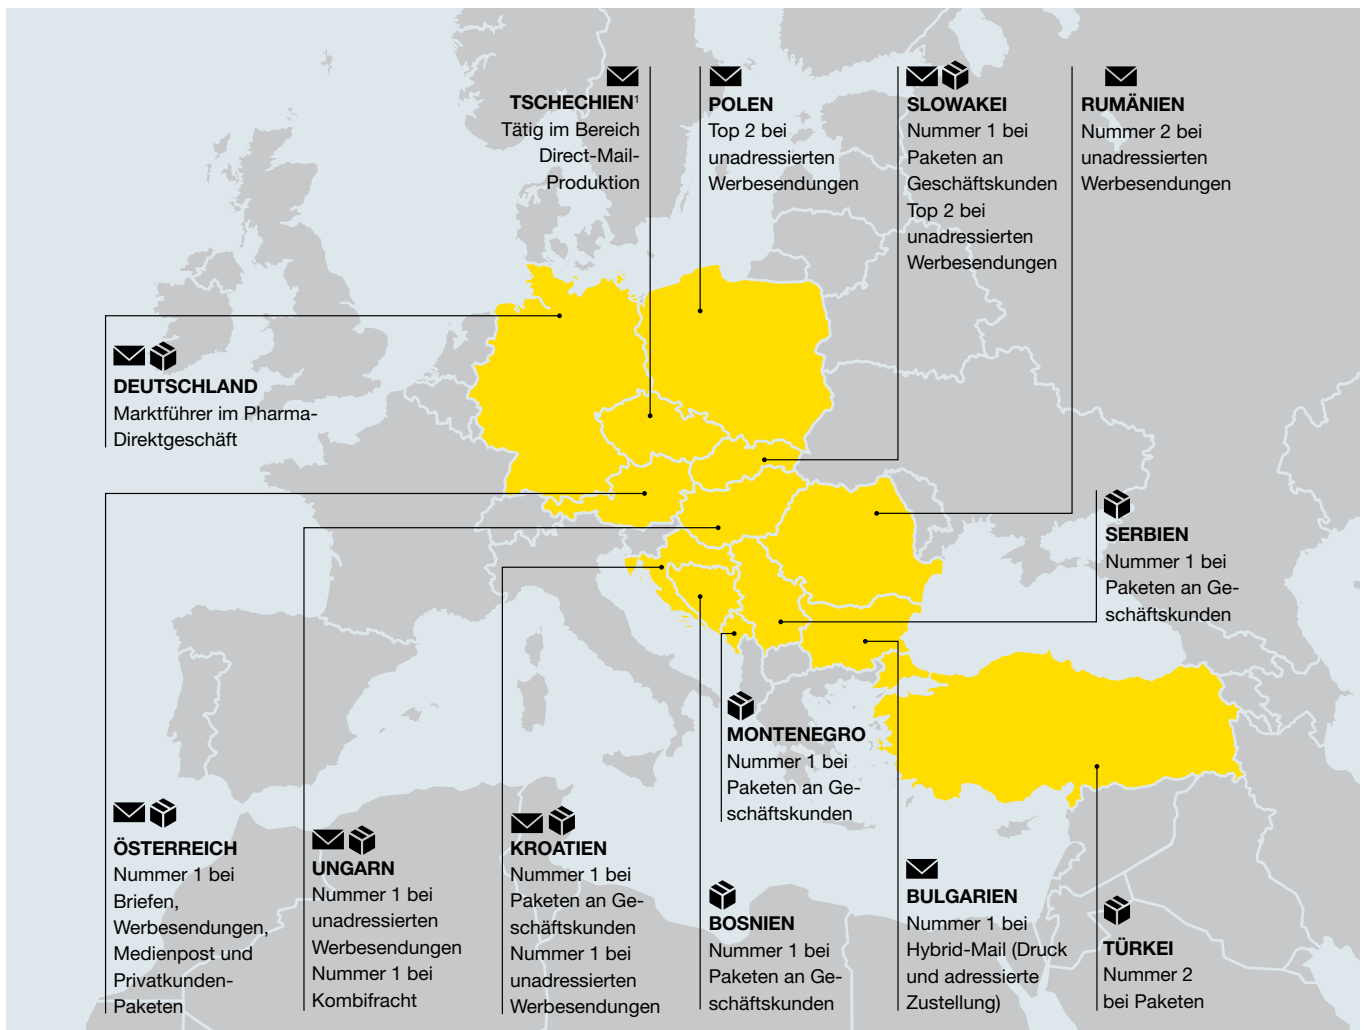 TSCHECHIEN¹
Tätig im Bereich
Direct-Mail-
Produktion
POLEN
Top 2 bei
unadressierten
Werbesendungen
SLOWAKEI
Nummer 1 bei
Paketen an
Geschäftskunden
Top 2 bei
unadressierten
Werbesendungen
RUMÄNIEN
Nummer 2 bei
unadressierten
Werbesendungen
DEUTSCHLAND
Marktführer im Pharma-
Direktgeschäft
SERBIEN
Nummer 1 bei
Paketen an Ge-
schäftskunden
MONTENEGRO
Nummer 1 bei
Paketen an Ge-
schäftskunden
ÖSTERREICH
Nummer 1 bei
Briefen,
Werbesendungen,
Medienpost und
Privatkunden-
Paketen
UNGARN
Nummer 1 bei
unadressierten
Werbesendungen
Nummer 1 bei
Kombifracht
KROATIEN
Nummer 1 bei
Paketen an Ge-
schäftskunden
Nummer 1 bei
unadressierten
Werbesendungen
BOSNIEN
Nummer 1 bei
Paketen an Ge-
schäftskunden
BULGARIEN
Nummer 1 bei
Hybrid-Mail (Druck
und adressierte
Zustellung)
TÜRKEI
Nummer 2
bei Paketen